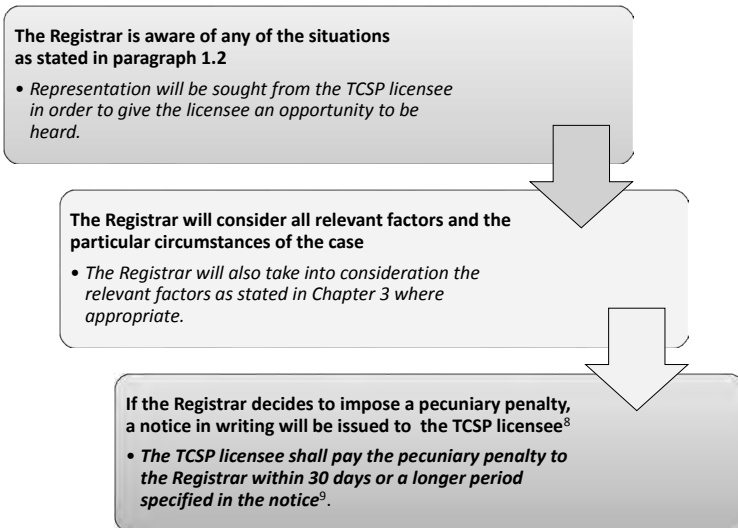 The Registrar is aware of any of the situations
as stated in paragraph 1.2
• Representation will be sought from the TCSP licensee
in order to give the licensee an opportunity to be
heard.
The Registrar will consider all relevant factors and the
particular circumstances of the case
• The Registrar will also take into consideration the
relevant factors as stated in Chapter 3 where
appropriate.
If the Registrar decides to impose a pecuniary penalty,
a notice in writing will be issued to the TCSP licensee⁸
• The TCSP licensee shall pay the pecuniary penalty to
the Registrar within 30 days or a longer period
specified in the notice⁹.